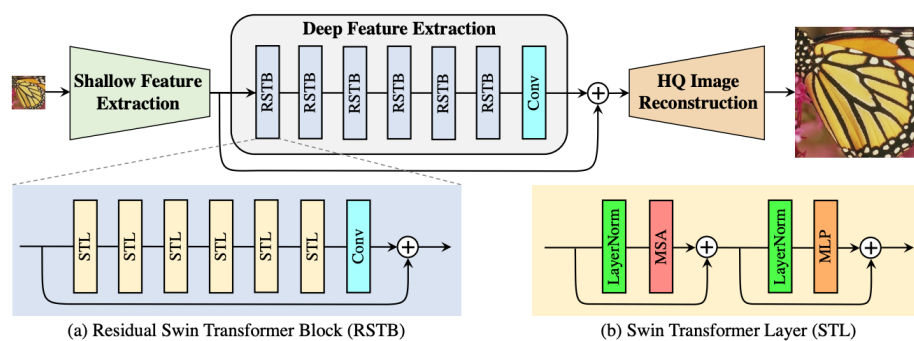 Deep Feature Extraction
Shallow Feature
Extraction
RSTB
RSTB
RSTB
RSTB
RSTB
RSTB
Conv
+
HQ Image
Reconstruction
STL
STL
STL
STL
STL
STL
Conv
+
LayerNorm
MSA
+
LayerNorm
MLP
+
(a) Residual Swin Transformer Block (RSTB)
(b) Swin Transformer Layer (STL)